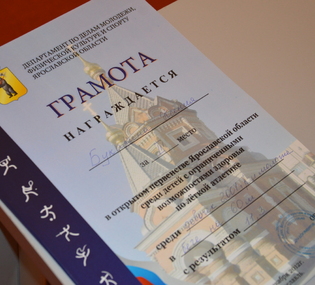 ДЕПАРТАМЕНТ ПО ДЕЛАМ МОЛОДЕЖИ,
ФИЗИЧЕСКОЙ КУЛЬТУРЕ И СПОРТУ
ЯРОСЛАВСКОЙ ОБЛАСТИ
ГРАМОТА
НАГРАЖДАЕТСЯ
за место
в открытом первенстве Ярославской области
среди детей с ограниченными
возможностями здоровья
по лёгкой атлетике
среди
в
с результатом